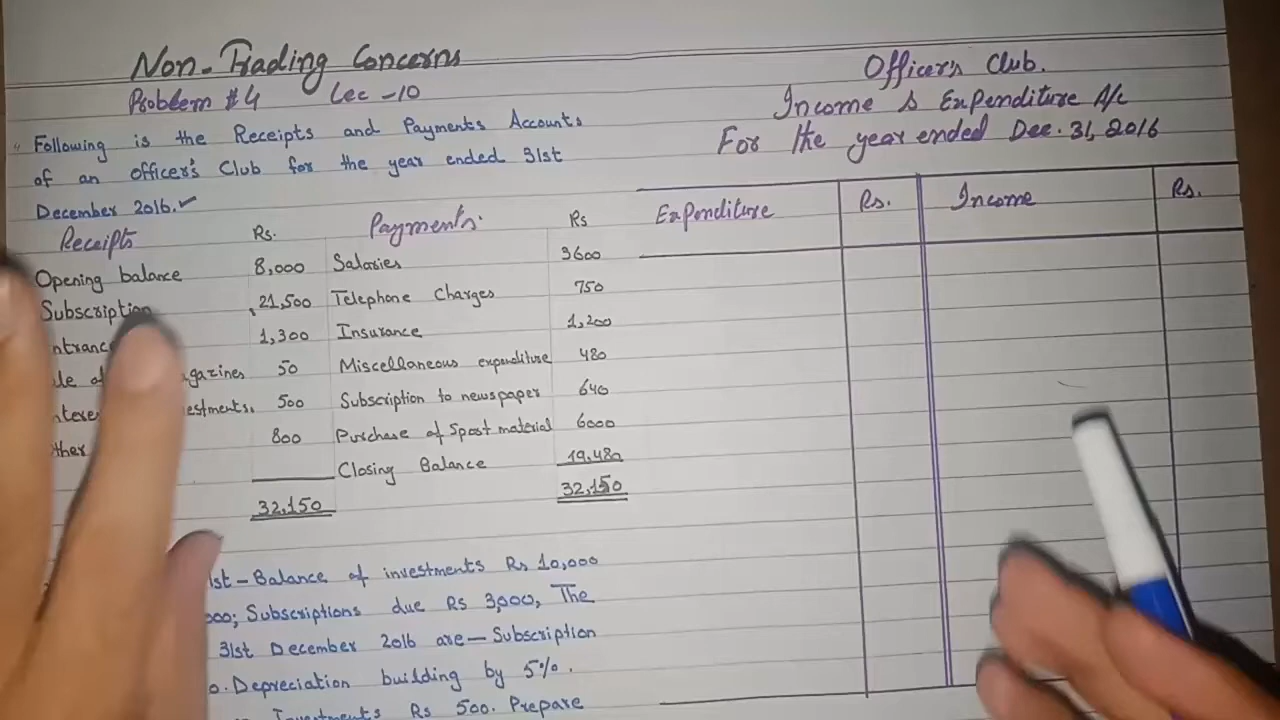 Non-Trading Concerns
Problem #4 Lec-10
Following is the Receipts and Payments Accounts
of an officer's Club for the year ended 31st
December 2016.
Receipts Rs. Payments. Rs
Opening balance 8,000 Salaries 3600
Subscription 21,500 Telephone Charges 750
1,300 Insurance 1,200
50 Miscellaneous expenditure 480
500 Subscription to newspaper 640
800 Purchase of Sport material 6000
Closing Balance 19,480
32,150 32,150
1st - Balance of investments Rs 10,000
Subscriptions due Rs 3,000, The
31st December 2016 are - Subscription
Depreciation building by 5%.
Investments Rs 500. Prepare
Officer's Club.
Income & Expenditure A/c
For the year ended Dec. 31, 2016
Expenditure Rs. Income Rs.